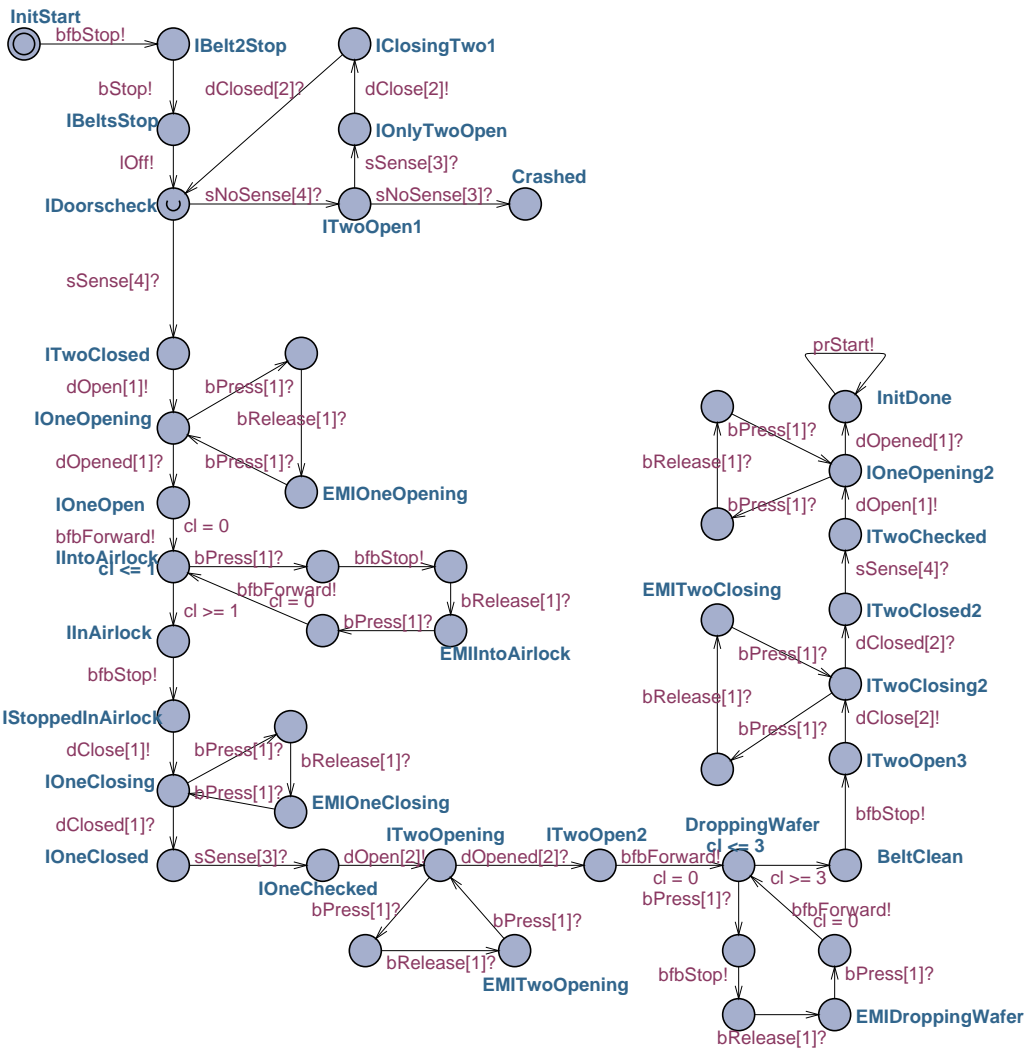 InitStart
bfbStop!
IBelt2Stop
IClosingTwo1
bStop!
dClosed[2]?
dClose[2]!
IBeltsStop
IOnlyTwoOpen
lOff!
sSense[3]?
Crashed
IDoorscheck
sNoSense[4]?
sNoSense[3]?
ITwoOpen1
sSense[4]?
ITwoClosed
prStart!
dOpen[1]!
bPress[1]?
InitDone
IOneOpening
bRelease[1]?
bPress[1]?
dOpened[1]?
dOpened[1]?
bPress[1]?
bRelease[1]?
IOneOpening2
EMIOneOpening
IOneOpen
bPress[1]?
dOpen[1]!
cl = 0
bfbForward!
ITwoChecked
IIntoAirlock
cl <= 1
bPress[1]?
bfbStop!
sSense[4]?
bfbForward!
cl = 0
EMITwoClosing
cl >= 1
bRelease[1]?
ITwoClosed2
IInAirlock
bPress[1]?
EMIIntoAirlock
dClosed[2]?
bPress[1]?
bfbStop!
ITwoClosing2
bRelease[1]?
IStoppedInAirlock
dClose[2]!
bPress[1]?
dClose[1]!
bPress[1]?
bRelease[1]?
ITwoOpen3
IOneClosing
bPress[1]?
EMIOneClosing
bfbStop!
dClosed[1]?
ITwoOpening
ITwoOpen2
DroppingWafer
cl <= 3
IOneClosed
sSense[3]?
dOpen[2]!
dOpened[2]?
bfbForward!
BeltClean
IOneChecked
cl = 0
cl >= 3
bPress[1]?
bPress[1]?
bfbForward!
cl = 0
bPress[1]?
bRelease[1]?
bfbStop!
bPress[1]?
EMITwoOpening
EMIDroppingWafer
bRelease[1]?